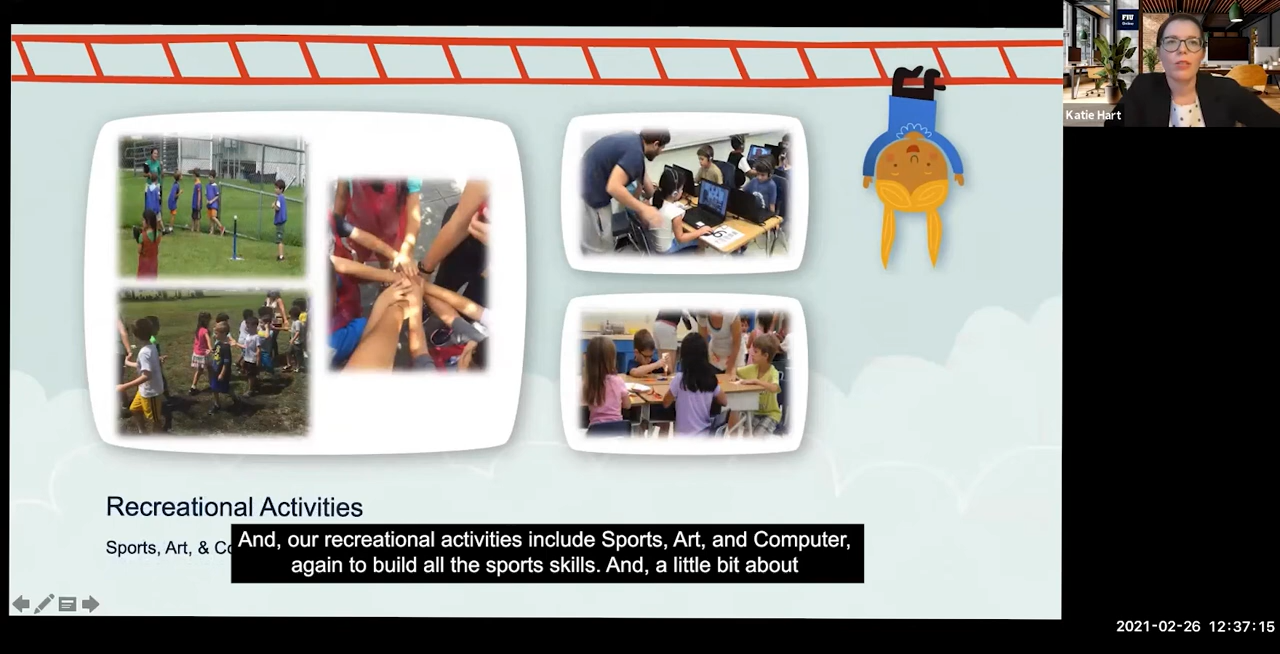 FIU
Online
Katie Hart
Recreational Activities
Sports, Art, & Co
And, our recreational activities include Sports, Art, and Computer,
again to build all the sports skills. And, a little bit about
2021-02-26 12:37:15